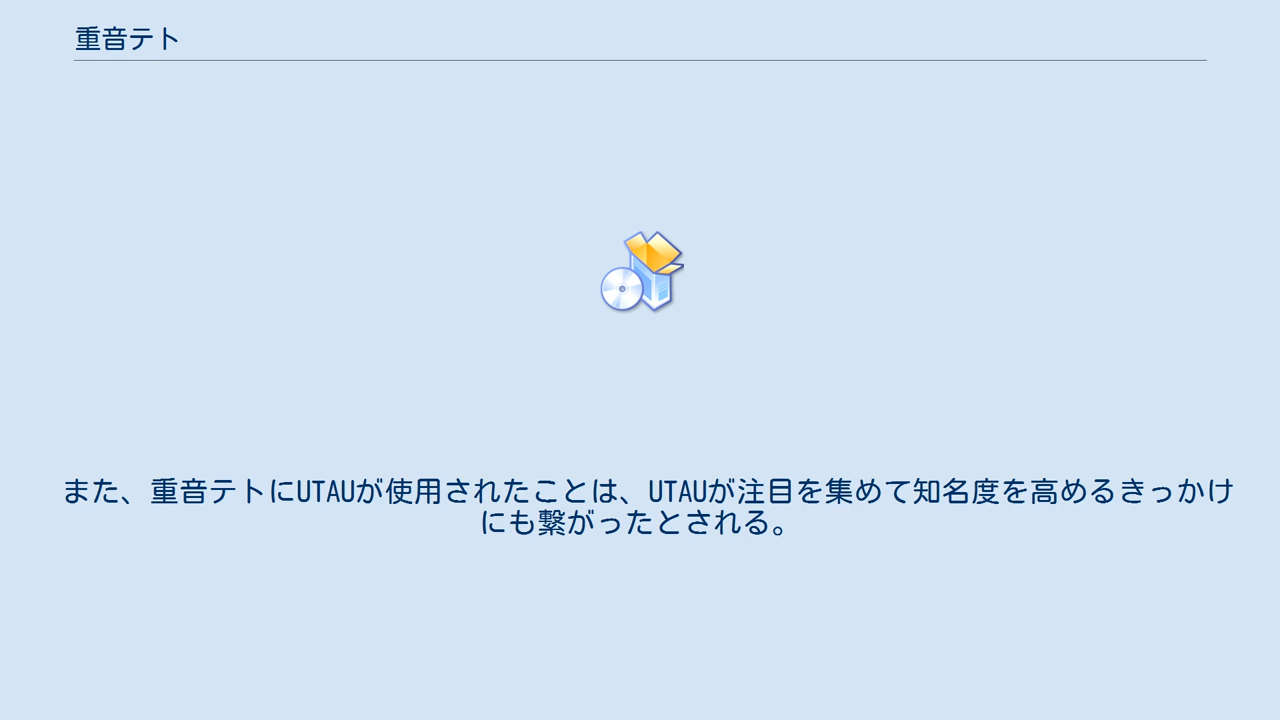 重音テト
また、重音テトにUTAUが使用されたことは、UTAUが注目を集めて知名度を高めるきっかけ
にも繋がったとされる。